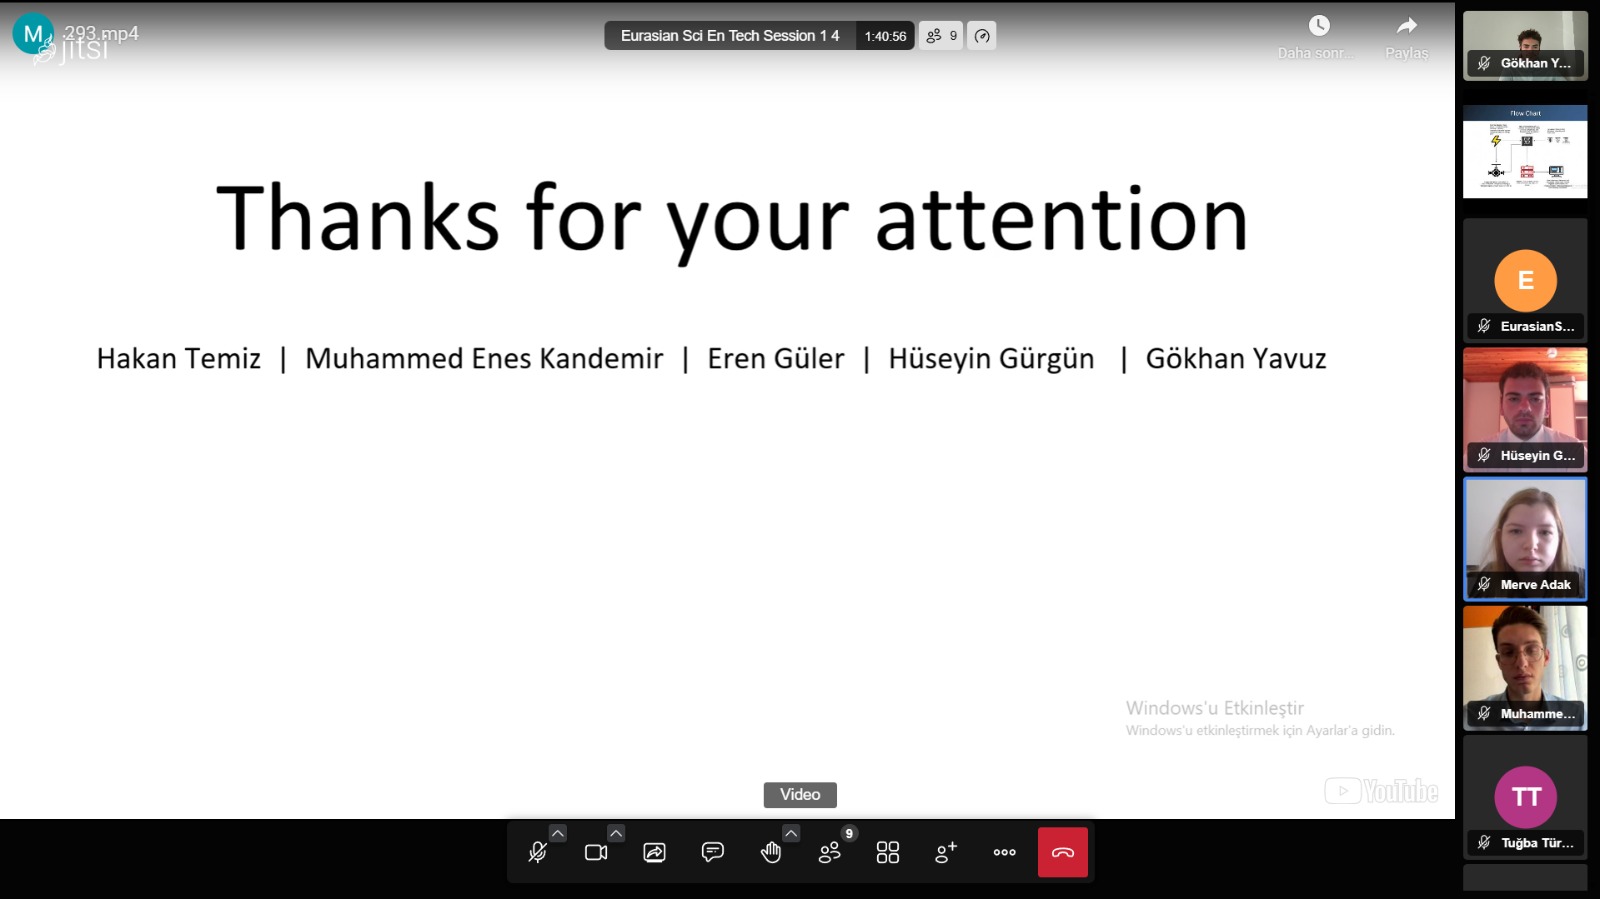 M
293.mp4
jitsi
Eurasian Sci En Tech Session 1 4
1:40:56
9
Daha sonr...
Paylaş
Thanks for your attention
Hakan Temiz | Muhammed Enes Kandemir | Eren Güler | Hüseyin Gürgün | Gökhan Yavuz
Windows'u Etkinleştir
Windows'u etkinleştirmek için Ayarlar'a gidin.
YouTube
Video
9
Gökhan Y...
Flow Chart
E
EurasianS...
Hüseyin G...
Merve Adak
Muhamme...
TT
Tuğba Tür...